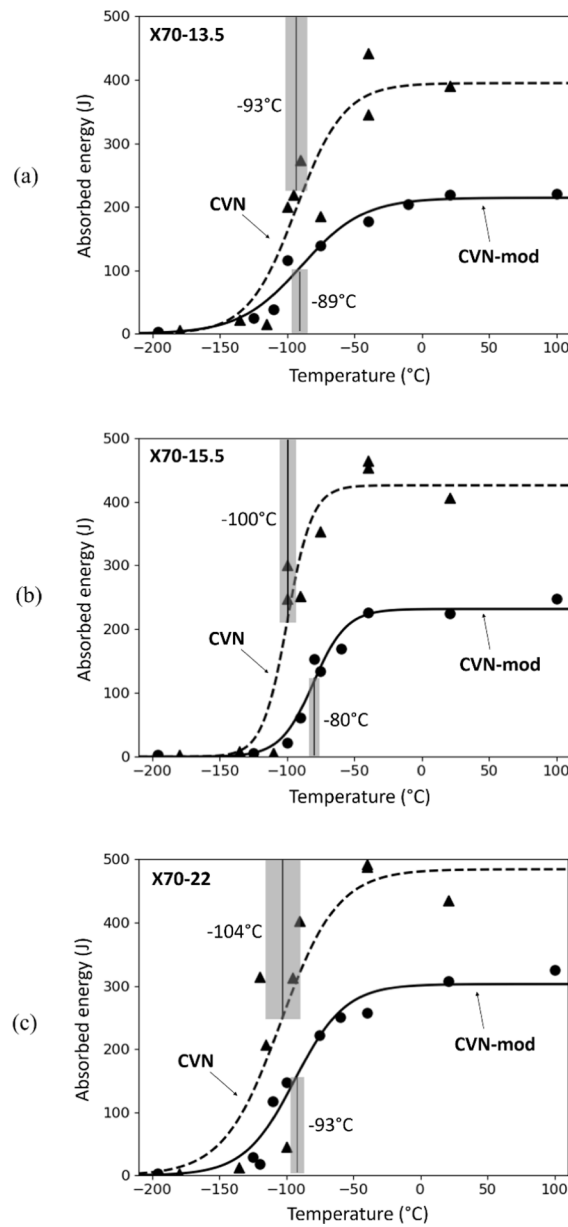 (a)
X70-13.5
Absorbed energy (J)
500
400
300
200
100
0
-93°C
CVN
CVN-mod
-89°C
−200 −150 −100 −50 0 50 100
Temperature (°C)
(b)
X70-15.5
Absorbed energy (J)
500
400
300
200
100
0
-100°C
CVN
CVN-mod
-80°C
−200 −150 −100 −50 0 50 100
Temperature (°C)
(c)
X70-22
Absorbed energy (J)
500
400
300
200
100
0
-104°C
CVN
CVN-mod
-93°C
−200 −150 −100 −50 0 50 100
Temperature (°C)